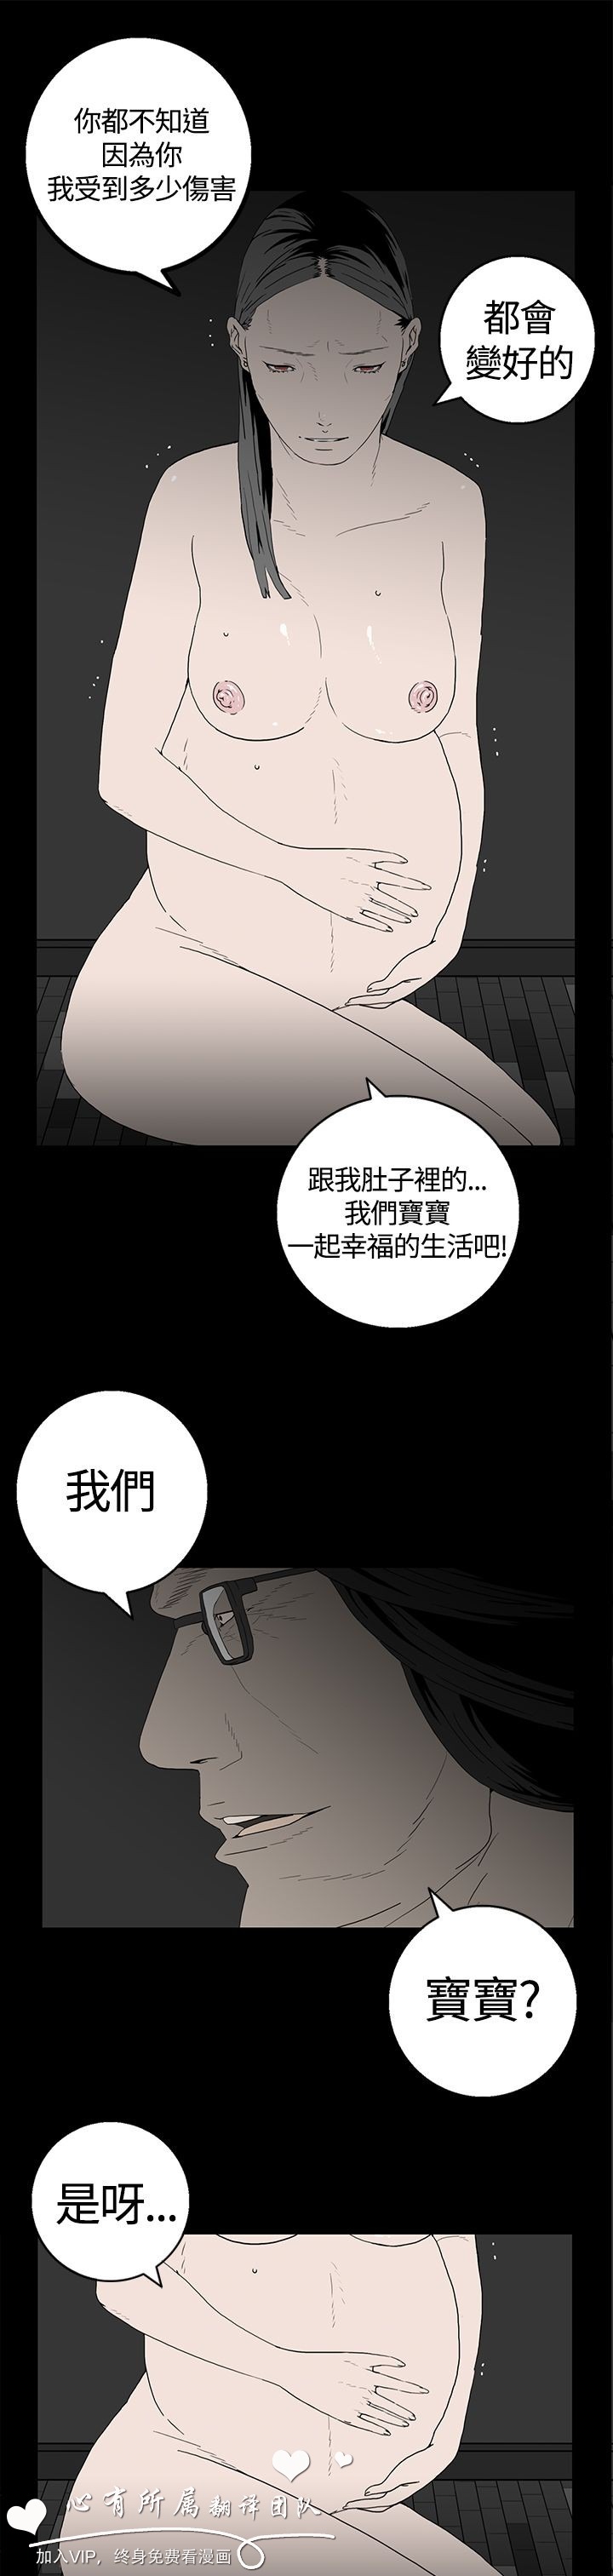 你都不知道
因為你
我受到多少傷害
都會
變好的
跟我肚子裡的...
我們寶寶
一起幸福的生活吧!
我們
寶寶?
是呀...
心有所属翻译团队
加入VIP，终身免费看漫画